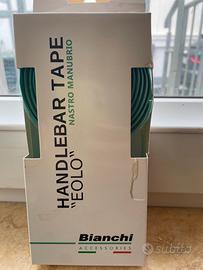 HANDLEBAR TAPE
NASTRO MANUBRIO
"EOLO"
Bianchi
ACCESSORIES
subito